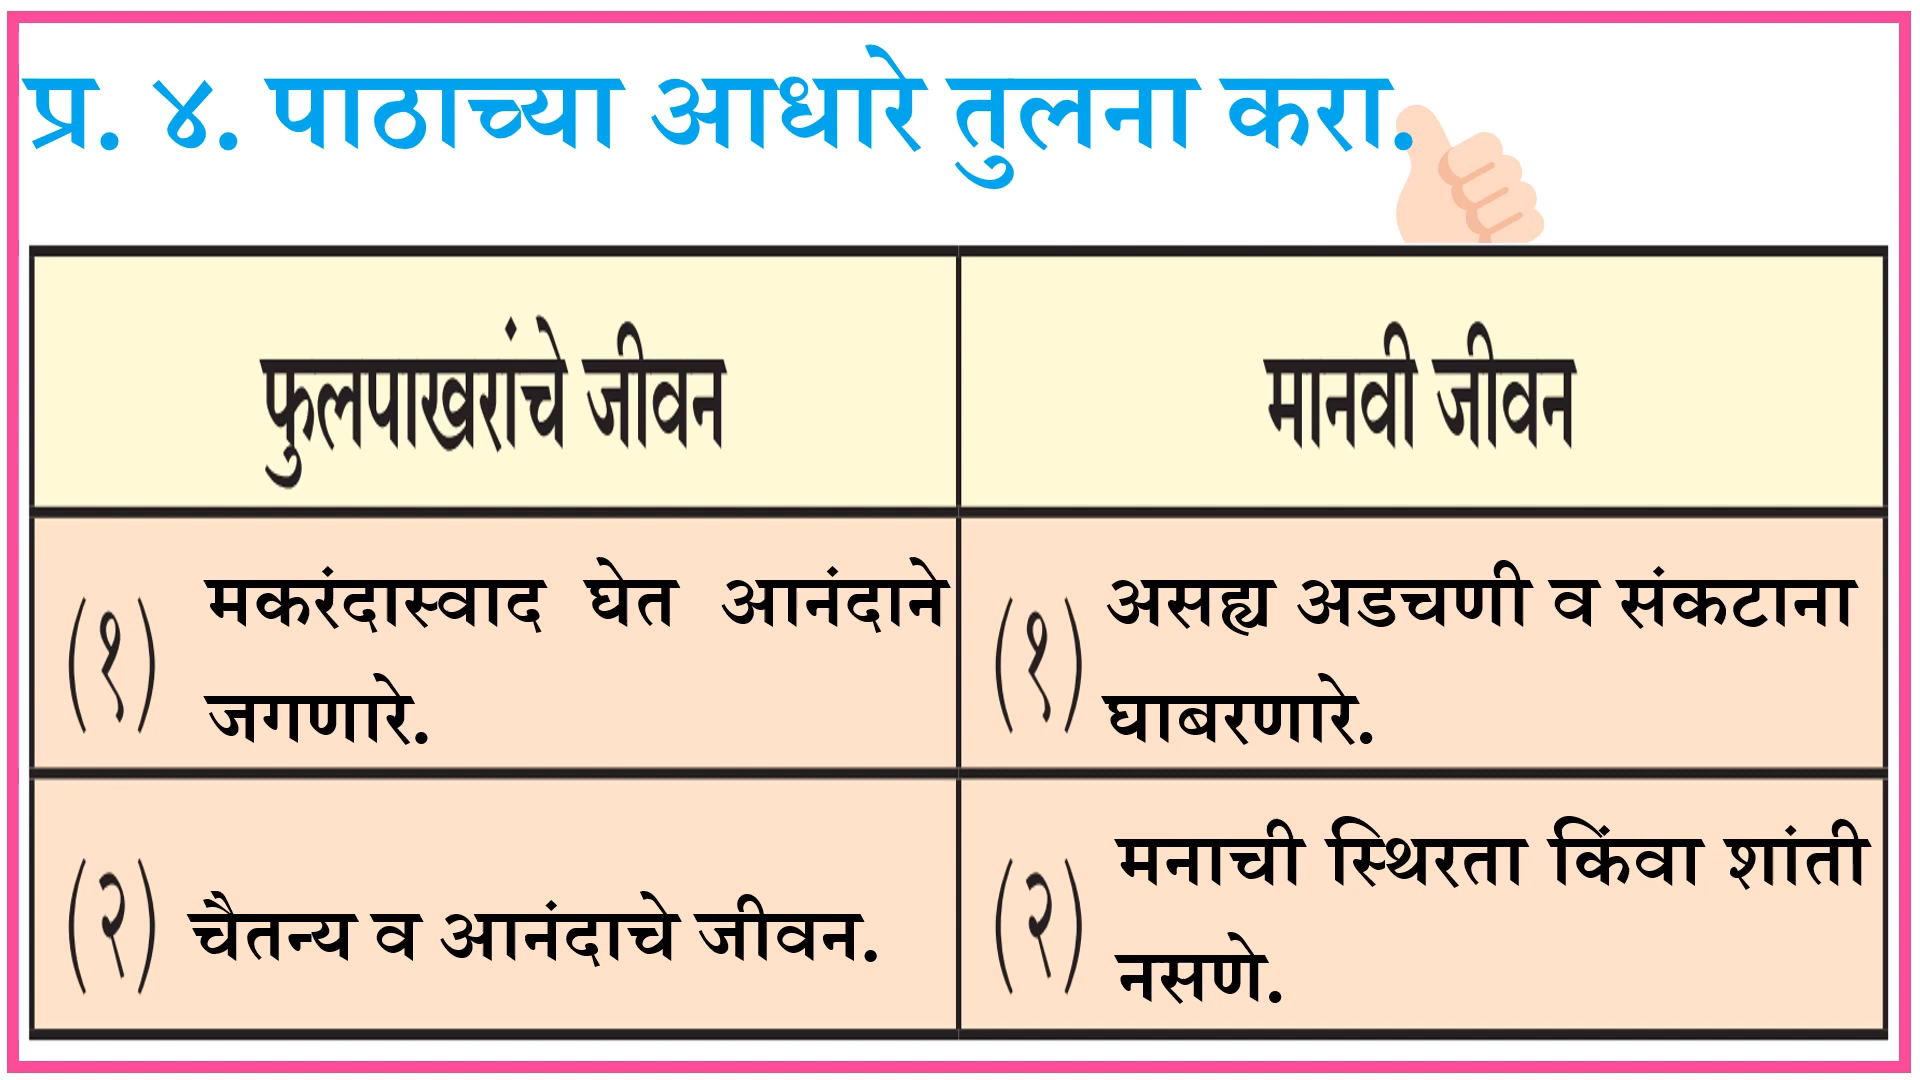 प्र. ४. पाठाच्या आधारे तुलना करा.
फुलपाखरांचे जीवन
मानवी जीवन
(१) मकरंदास्वाद घेत आनंदाने
जगणारे.
(१) असह्य अडचणी व संकटाना
घाबरणारे.
(२) चैतन्य व आनंदाचे जीवन.
(२) मनाची स्थिरता किंवा शांती
नसणे.